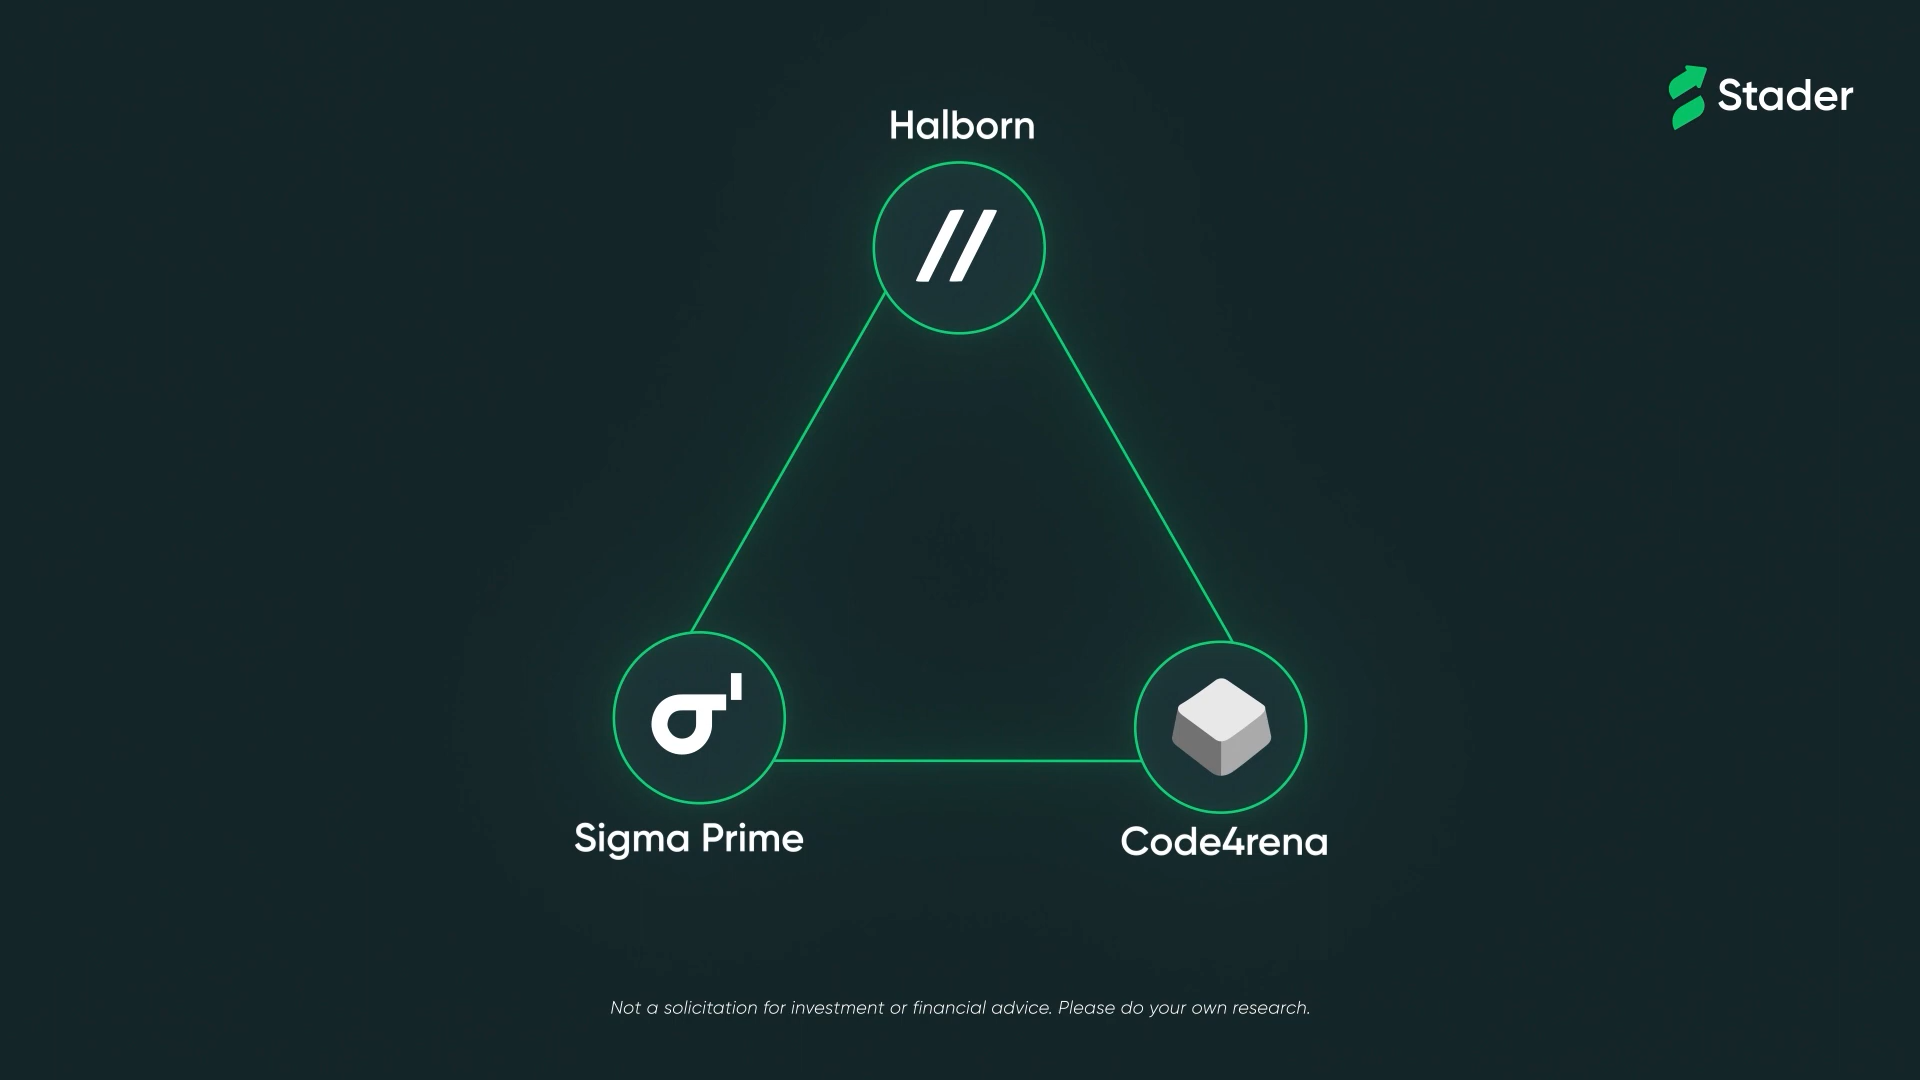 Stader
Halborn
Sigma Prime
Code4rena
Not a solicitation for investment or financial advice. Please do your own research.